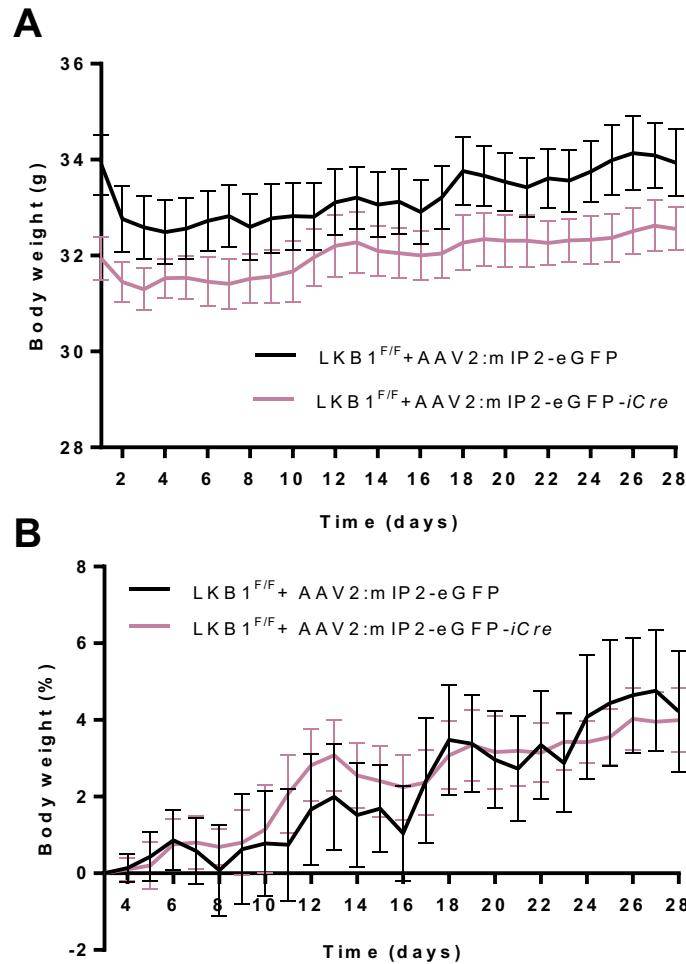 A
36
34
32
30
28
Body weight (g)
LKB1F/F+AAV2:mIP2-eGFP
LKB1F/F+AAV2:mIP2-eGFP-iCre
2 4 6 8 10 12 14 16 18 20 22 24 26 28
Time (days)
B
8
6
4
2
0
-2
Body weight (%)
LKB1F/F+ AAV2:mIP2-eGFP
LKB1F/F+ AAV2:mIP2-eGFP-iCre
4 6 8 10 12 14 16 18 20 22 24 26 28
Time (days)